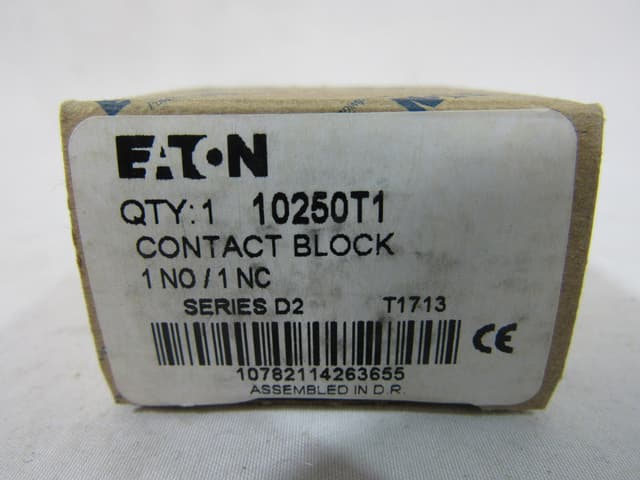 EATON
QTY: 1 10250T1
CONTACT BLOCK
1 NO / 1 NC
SERIES D2 T1713
CE
10782114263655
ASSEMBLED IN D.R.